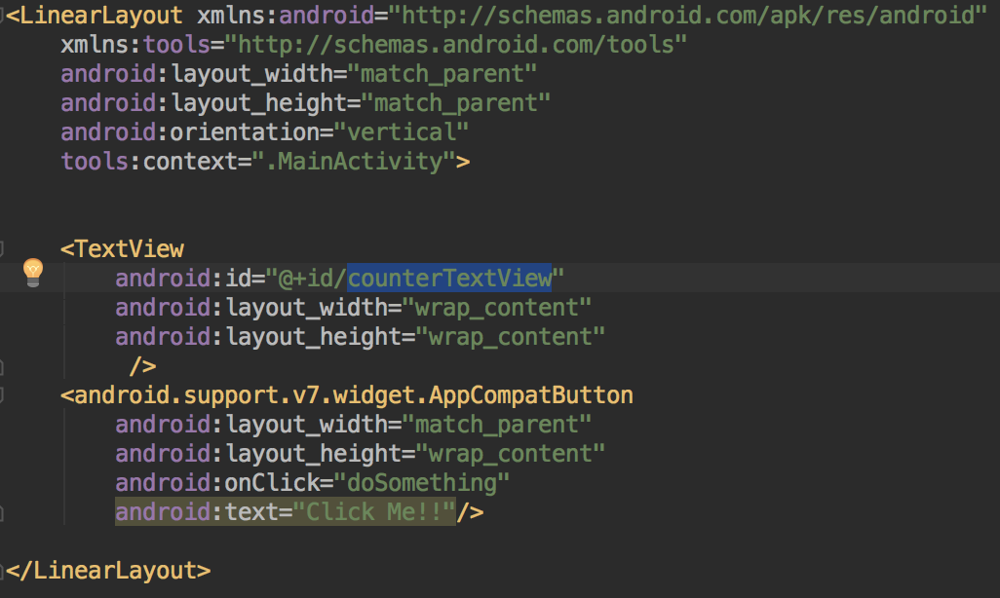 <LinearLayout xmlns:android="http://schemas.android.com/apk/res/android"
xmlns:tools="http://schemas.android.com/tools"
android:layout_width="match_parent"
android:layout_height="match_parent"
android:orientation="vertical"
tools:context=".MainActivity">
<TextView
android:id="@+id/counterTextView"
android:layout_width="wrap_content"
android:layout_height="wrap_content"
/>
<android.support.v7.widget.AppCompatButton
android:layout_width="match_parent"
android:layout_height="wrap_content"
android:onClick="doSomething"
android:text="Click Me!!"/>
</LinearLayout>